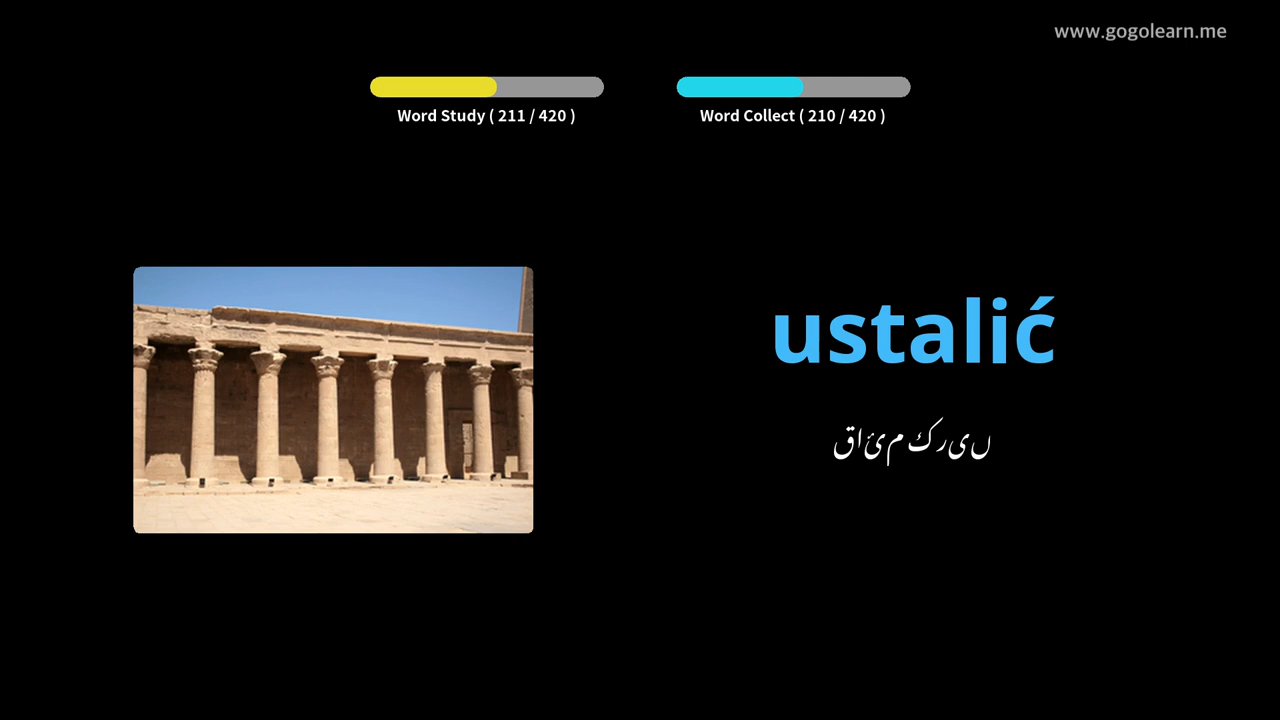 www.gogolearn.me
Word Study ( 211 / 420 )
Word Collect ( 210 / 420 )
ustalić
قائم کریں